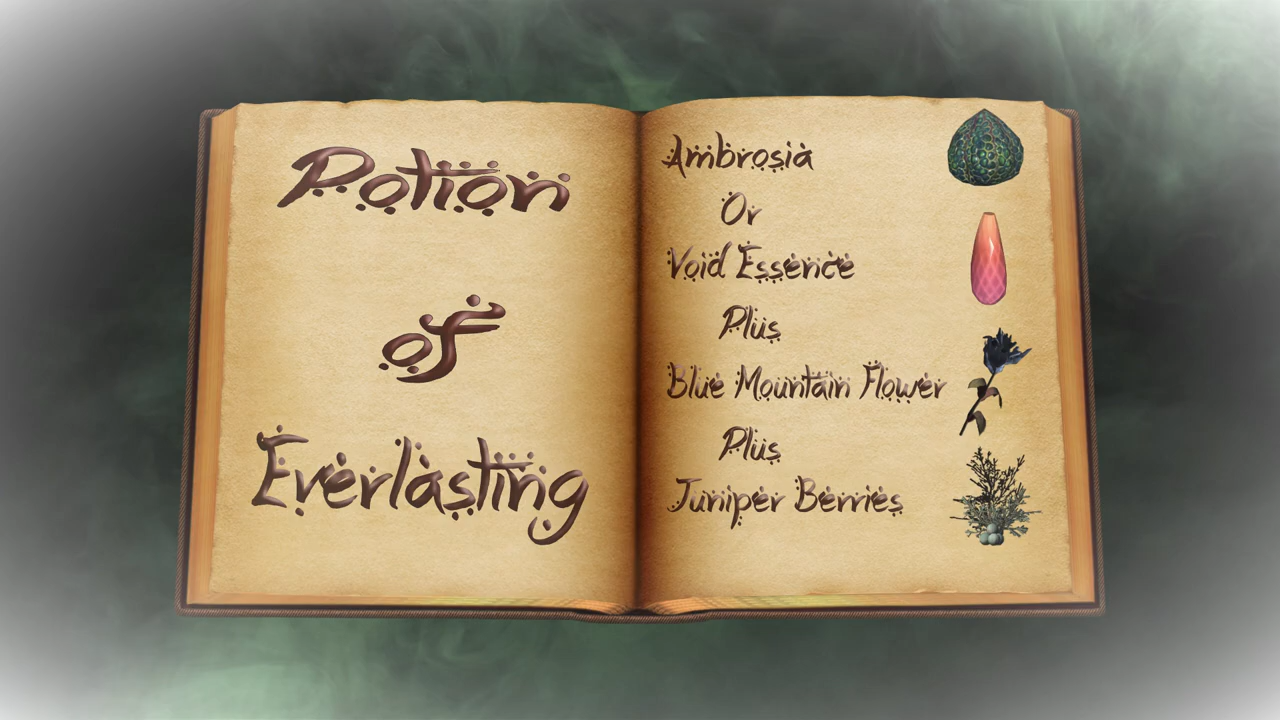 Potion
of
Everlasting
Ambrosia
Or
Void Essence
Plus
Blue Mountain Flower
Plus
Juniper Berries